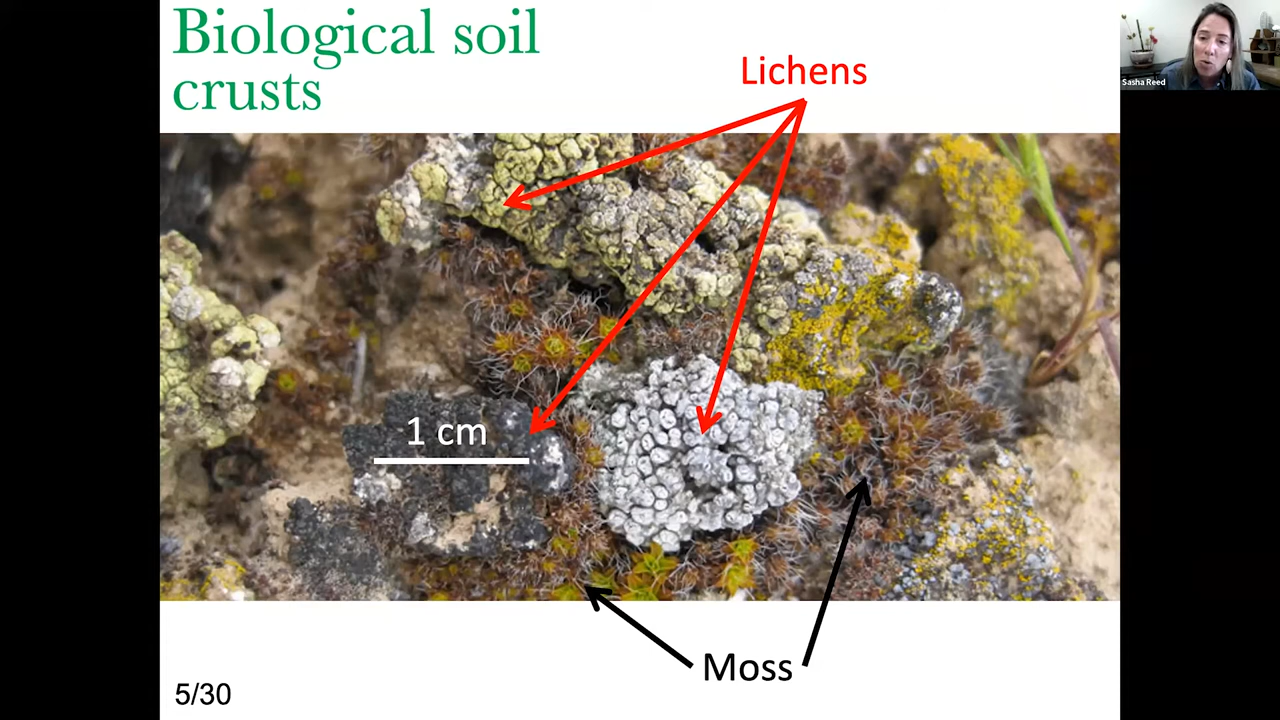 Biological soil
crusts
Lichens
Sasha Reed
1 cm
Moss
5/30